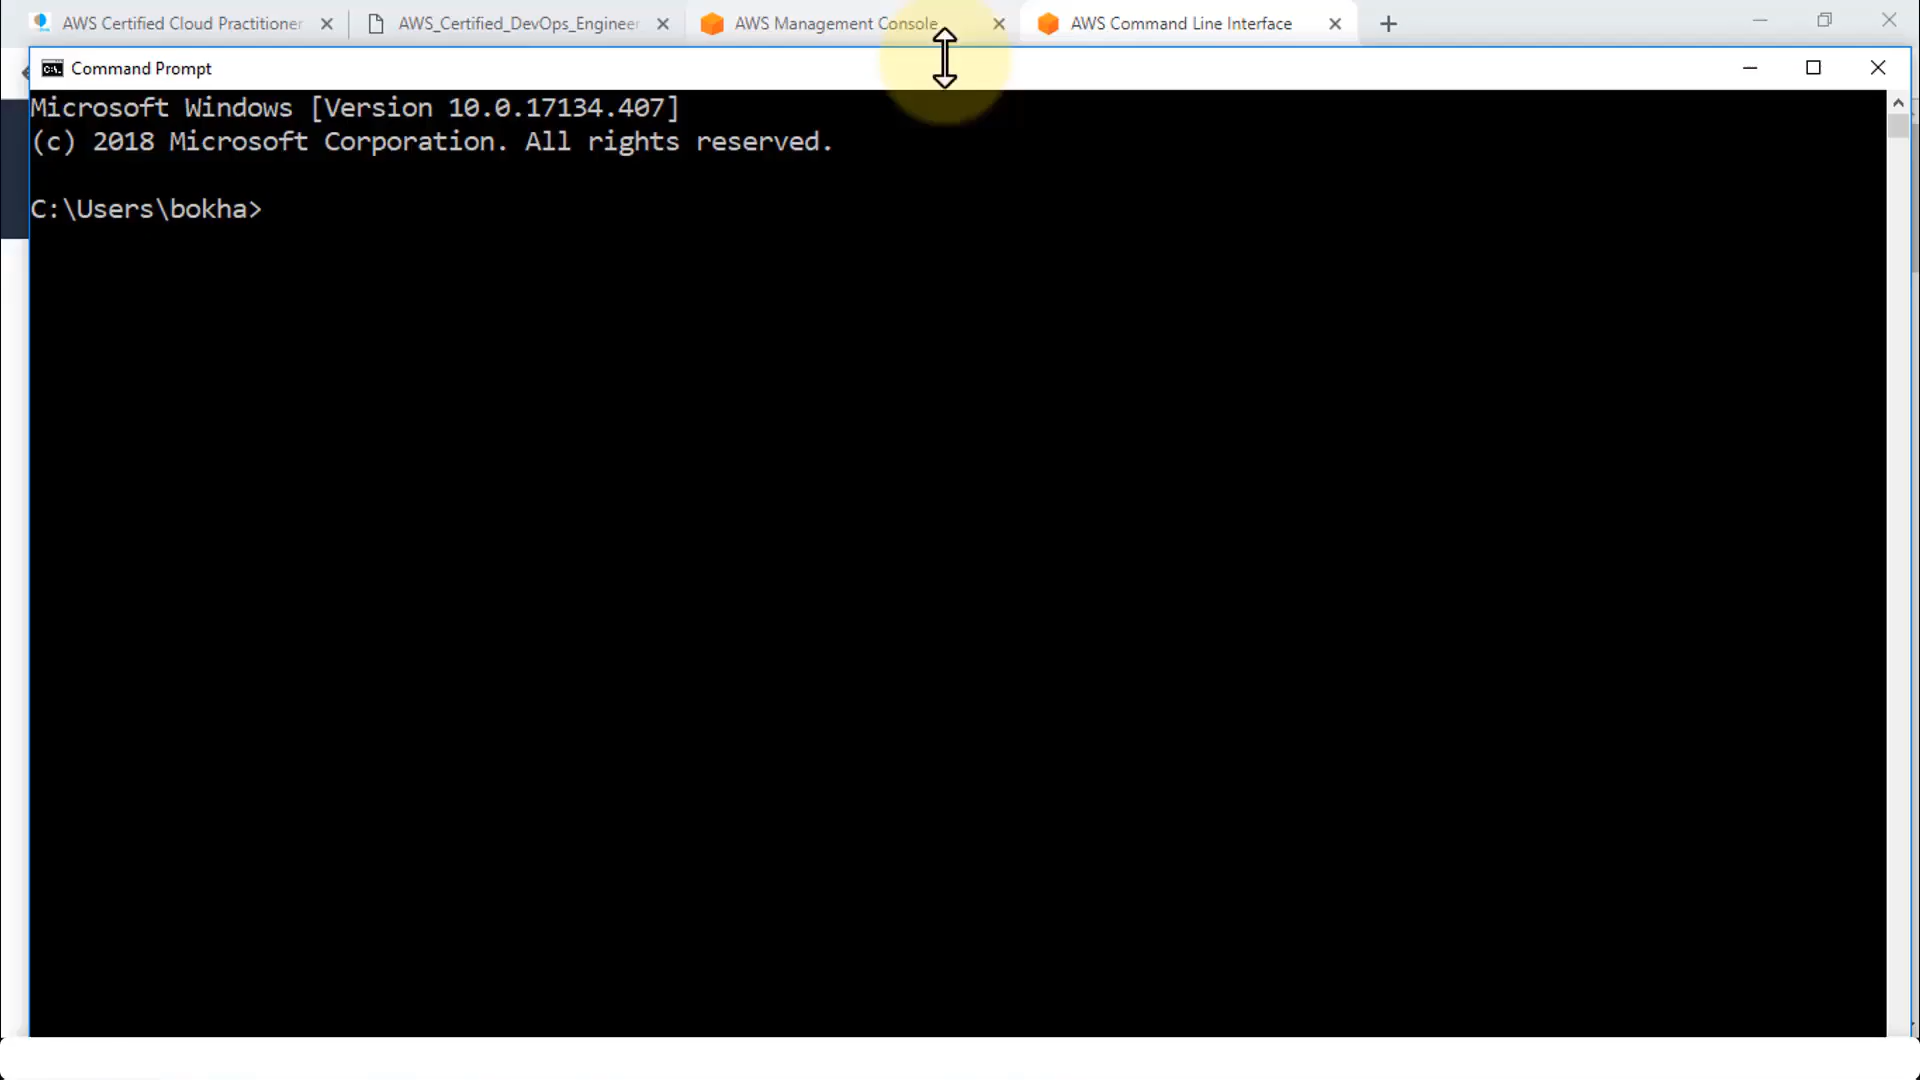 AWS Certified Cloud Practitioner
AWS_Certified_DevOps_Engineer
AWS Management Console
AWS Command Line Interface
Command Prompt
Microsoft Windows [Version 10.0.17134.407]
(c) 2018 Microsoft Corporation. All rights reserved.
C:\Users\bokha>